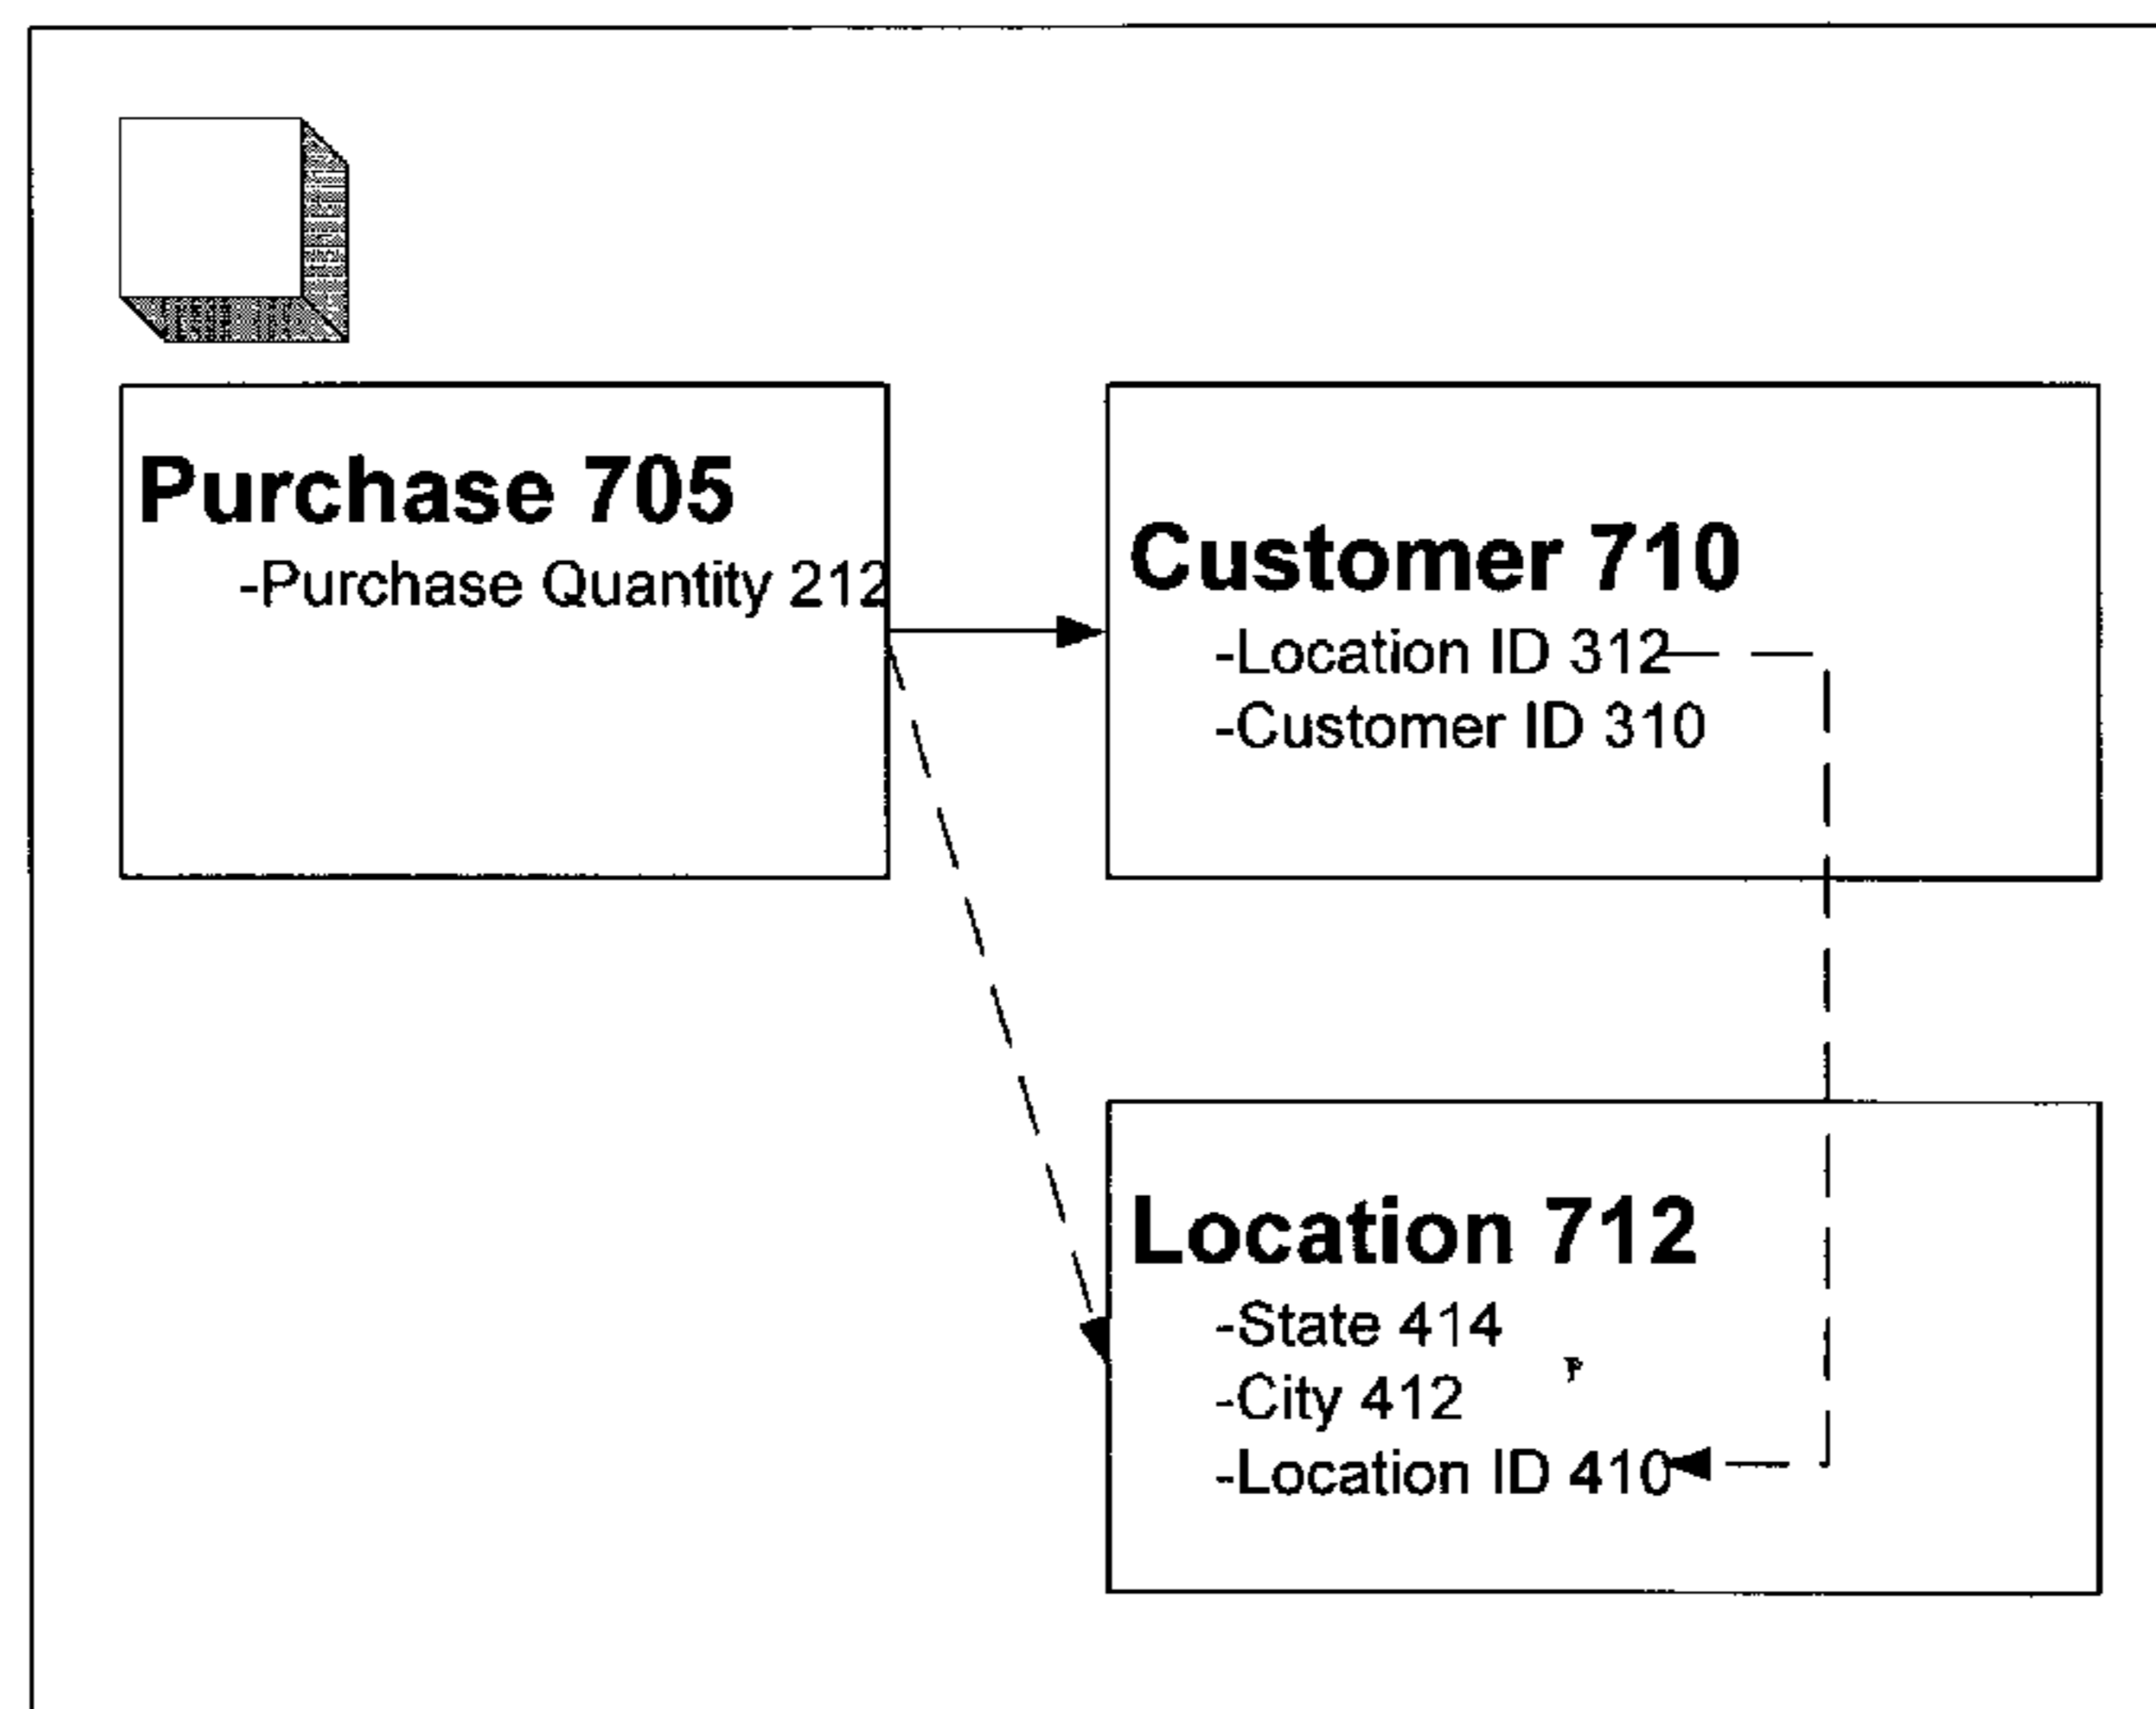 Purchase 705
-Purchase Quantity 212
Customer 710
-Location ID 312
-Customer ID 310
Location 712
-State 414
-City 412
-Location ID 410